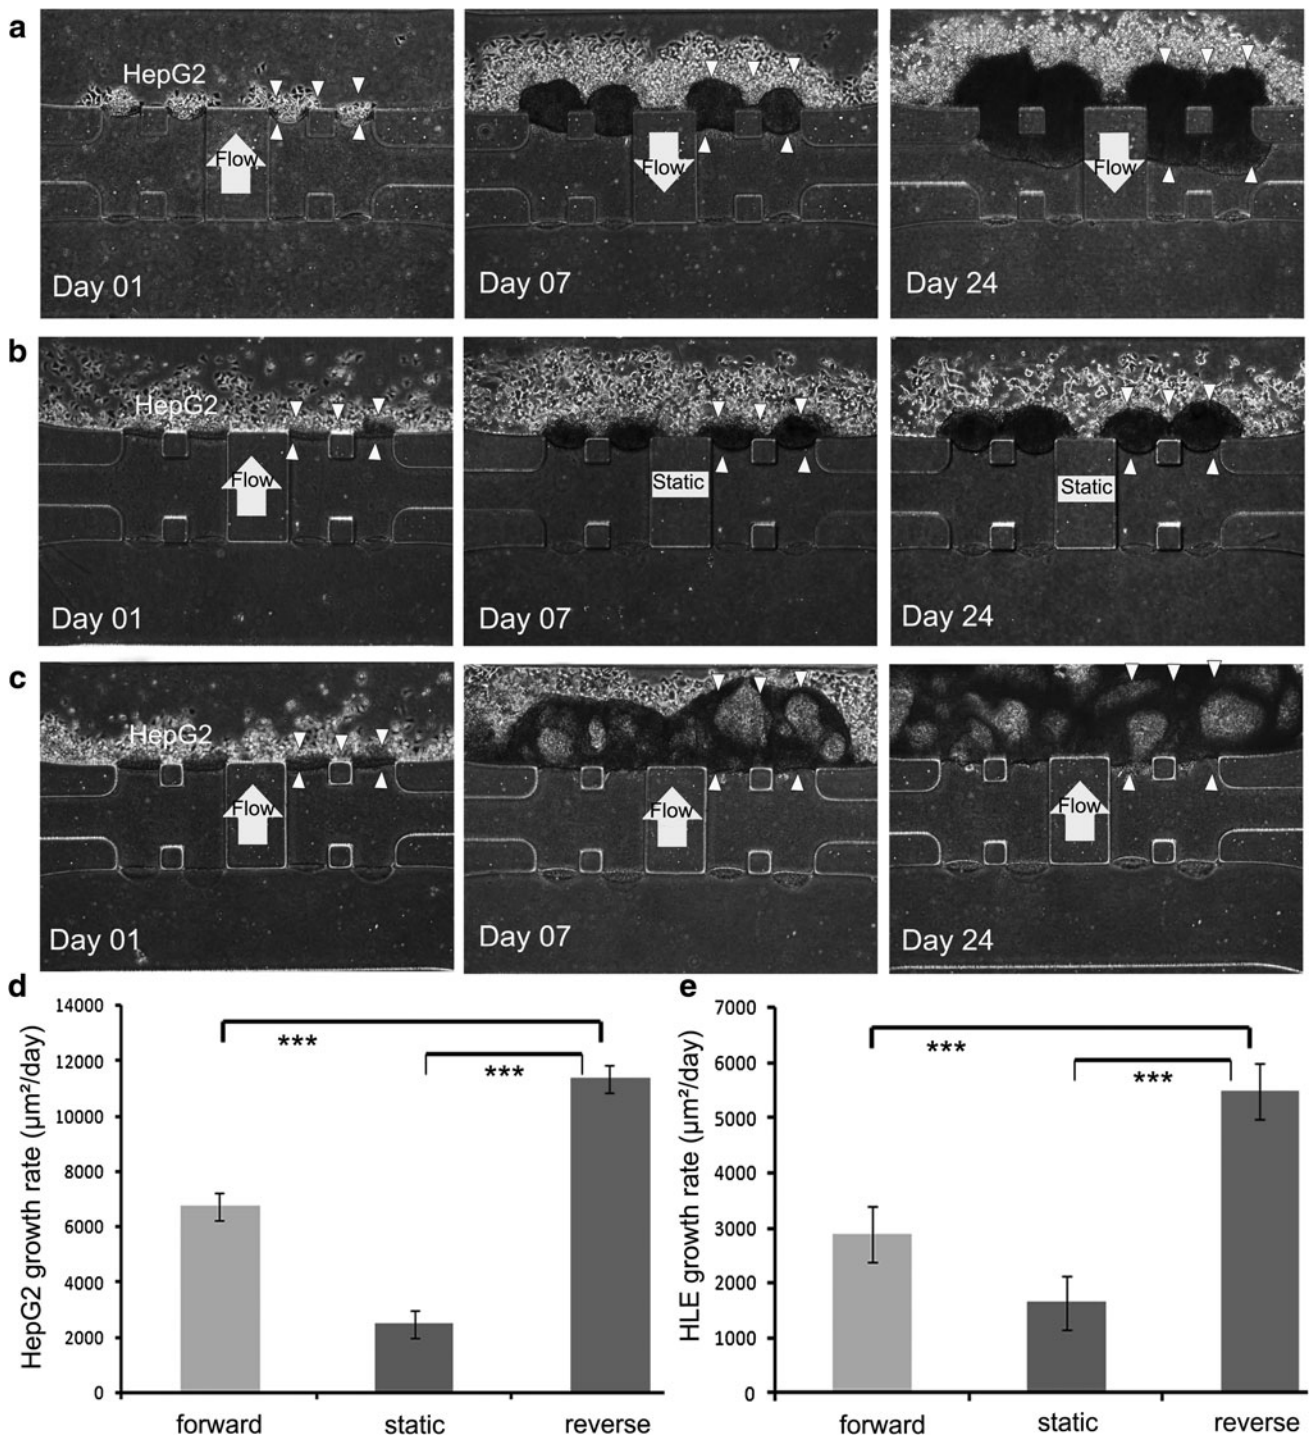 a
HepG2
Flow
Day 01
Flow
Day 07
Flow
Day 24
b
HepG2
Flow
Day 01
Static
Day 07
Static
Day 24
c
HepG2
Flow
Day 01
Flow
Day 07
Flow
Day 24
d
HepG2 growth rate (µm²/day)
14000
12000
10000
8000
6000
4000
2000
0
***
***
forward static reverse
e
HLE growth rate (µm²/day)
7000
6000
5000
4000
3000
2000
1000
0
***
***
forward static reverse